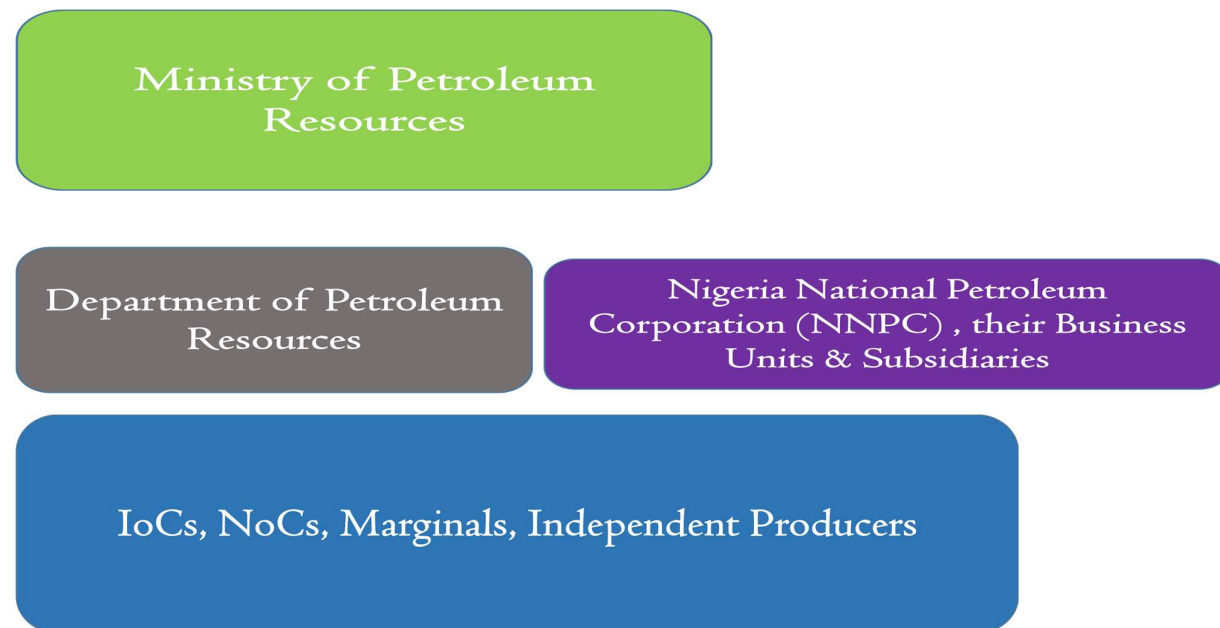 Ministry of Petroleum
Resources
Department of Petroleum
Resources
Nigeria National Petroleum
Corporation (NNPC) , their Business
Units & Subsidiaries
IoCs, NoCs, Marginals, Independent Producers